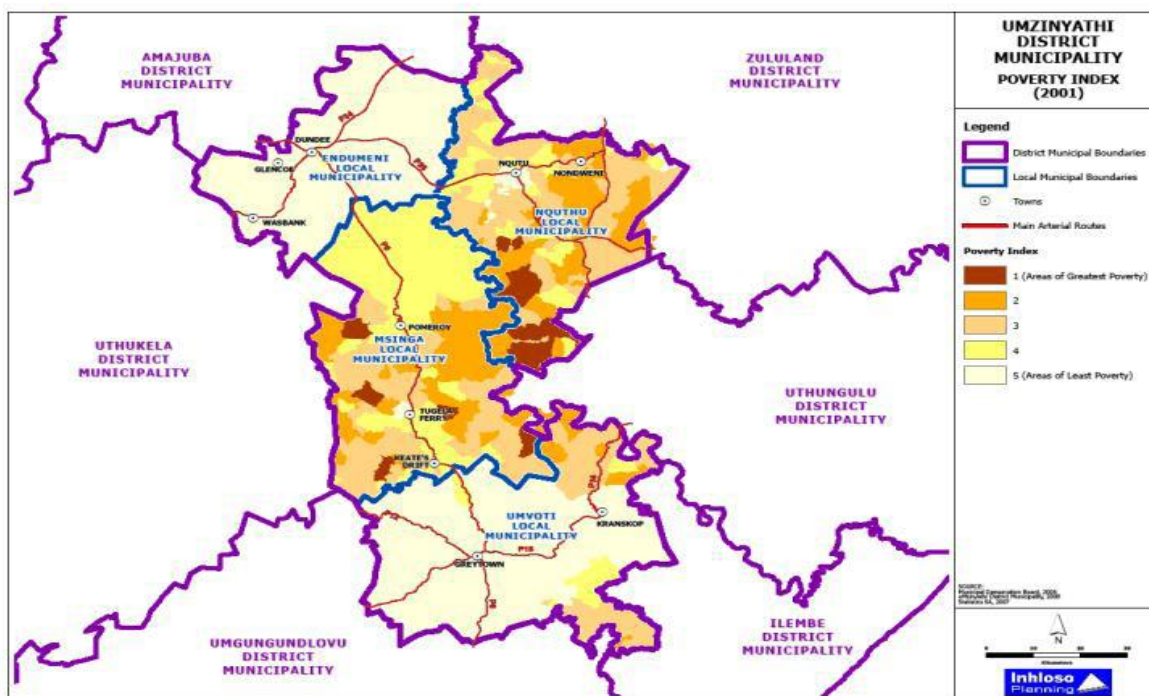 UMZINYATHI
DISTRICT
MUNICIPALITY
POVERTY INDEX
(2001)
Legend
District Municipal Boundaries
Local Municipal Boundaries
Towns
Main Arterial Routes
Poverty Index
1 (Areas of Greatest Poverty)
2
3
4
5 (Areas of Least Poverty)
AMAJUBA
DISTRICT
MUNICIPALITY
ZULULAND
DISTRICT
MUNICIPALITY
DUNDEE
ENDUMENI
LOCAL
MUNICIPALITY
GLENCOE
WASBANK
NQUTU
NONDWENI
NQUTHU
LOCAL
MUNICIPALITY
POMEROY
MSINGA
LOCAL
MUNICIPALITY
UTHUKELA
DISTRICT
MUNICIPALITY
UTHUNGULU
DISTRICT
MUNICIPALITY
TUGELA
FERRY
KEATE'S
DRIFT
UMVOTI
LOCAL
MUNICIPALITY
KRANSKOP
GREYTOWN
UMGUNGUNDLOVU
DISTRICT
MUNICIPALITY
ILEMBE
DISTRICT
MUNICIPALITY
SOURCE:
N
Kilometers
Inhloso
Planning